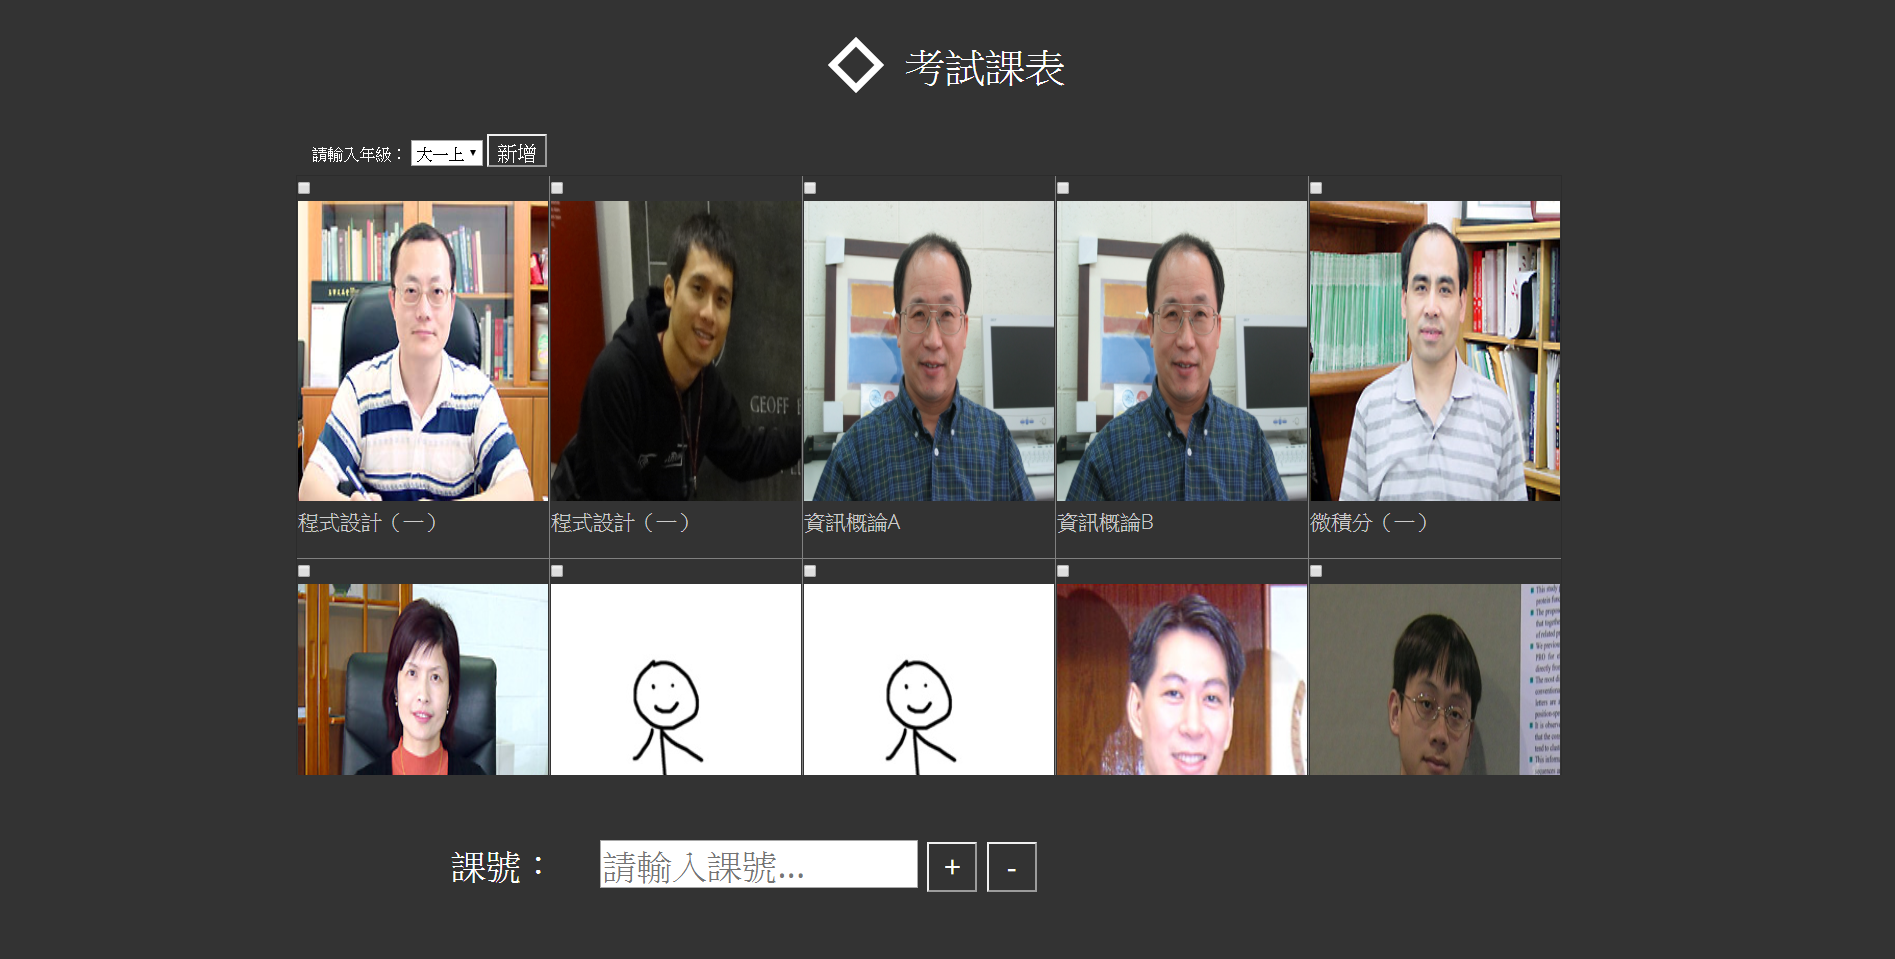 考試課表
請輸入年級： 大一上 新增
GEOFF
程式設計（一） 程式設計（一） 資訊概論A 資訊概論B 微積分（一）
課號： 請輸入課號... + -